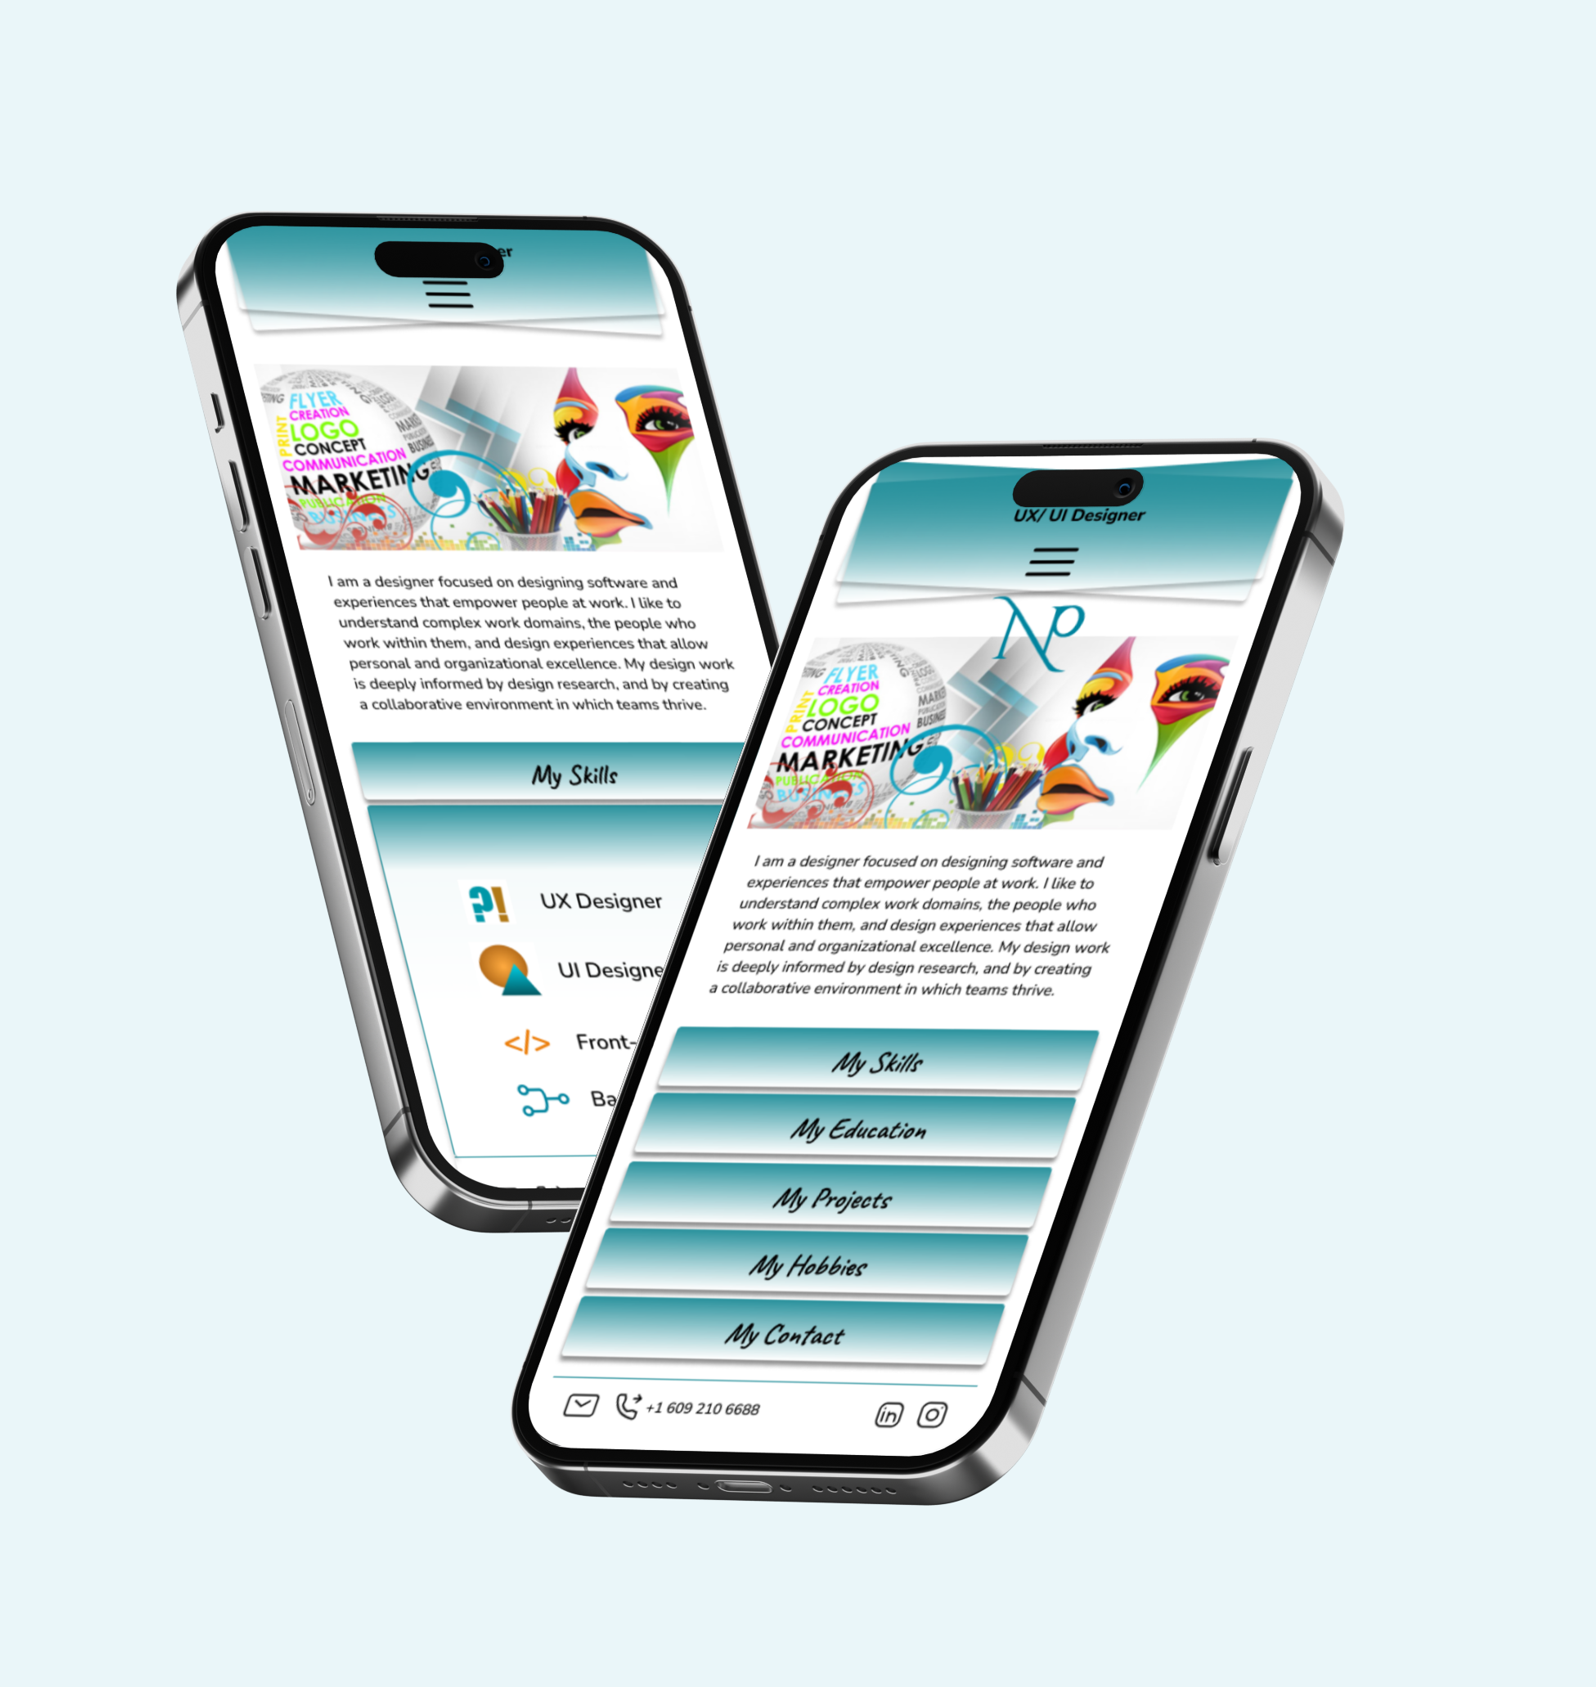 FLYER
CREATION
PRINT
LOGO
CONCEPT
COMMUNICATION
MARKETING
PUBLICATION
BUSINESS
I am a designer focused on designing software and
experiences that empower people at work. I like to
understand complex work domains, the people who
work within them, and design experiences that allow
personal and organizational excellence. My design work
is deeply informed by design research, and by creating
a collaborative environment in which teams thrive.
My Skills
UX Designer
UI Designe
</> Front-
Ba
UX/ UI Designer
Np
FLYER
CREATION
PRINT
LOGO
CONCEPT
COMMUNICATION
MARKETING
PUBLICATION
BUSINESS
I am a designer focused on designing software and
experiences that empower people at work. I like to
understand complex work domains, the people who
work within them, and design experiences that allow
personal and organizational excellence. My design work
is deeply informed by design research, and by creating
a collaborative environment in which teams thrive.
My Skills
My Education
My Projects
My Hobbies
My Contact
+1 609 210 6688
in